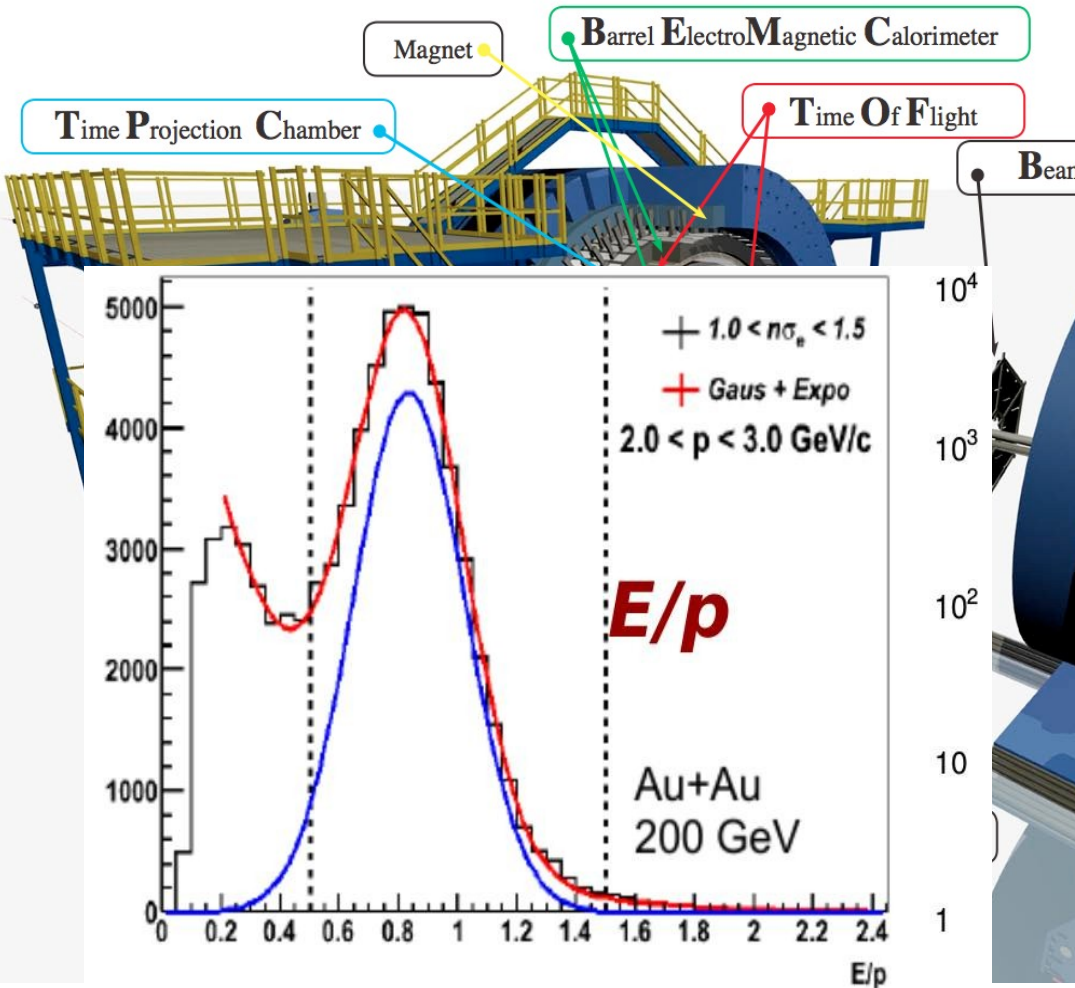 Barrel ElectroMagnetic Calorimeter
Magnet
Time Projection Chamber
Time Of Flight
5000
4000
3000
2000
1000
0
1.0 < nσe < 1.5
Gaus + Expo
2.0 < p < 3.0 GeV/c
E/p
Au+Au
200 GeV
0 0.2 0.4 0.6 0.8 1 1.2 1.4 1.6 1.8 2 2.2 2.4
E/p
10⁴
10³
10²
10
1